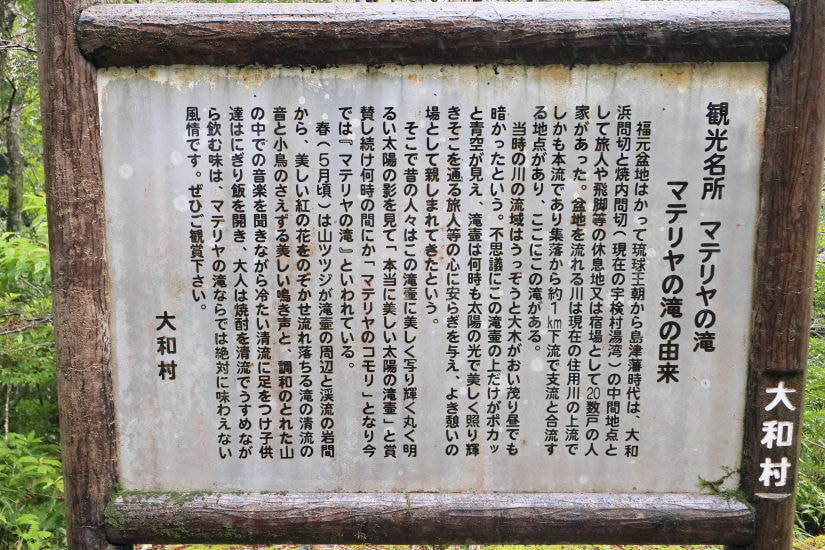 観光名所　マテリヤの滝
マテリヤの滝の由来
福元盆地はかって琉球王朝から島津藩時代は、大和
浜間切と焼内間切(現在の宇検村湯湾)の中間地点と
して旅人や飛脚等の休息地又は宿場として20数戸の人
家があった。盆地を流れる川は現在の住用川の上流で
しかも本流であり集落から約1km下流で支流と合流す
る地点があり、ここにこの滝がある。
当時の川の流域はうっそうと大木がおい茂り昼でも
暗かったという。不思議にこの滝壷の上だけがポカッ
と青空が見え、滝壷は何時も太陽の光で美しく照り輝
きそこを通る旅人等の心に安らぎを与え、よき憩いの
場として親しまれてきたという。
そこで昔の人々はこの滝壷に美しく写り輝く丸く明
るい太陽の影を見て「本当に美しい太陽の滝壷」と賞
賛し続け何時の間にか「マテリヤのコモリ」となり今
では『マテリヤの滝』といわれている。
春(5月頃)は山ツツジが滝壷の周辺と渓流の岩間
から、美しい紅の花をのぞかせ流れ落ちる滝の清流の
音と小鳥のさえずる美しい鳴き声と、調和のとれた山
の中での音楽を聞きながら冷たい清流に足をつけ子供
達はにぎり飯を開き、大人は焼酎を清流でうすめなが
ら飲む味は、マテリヤの滝ならでは絶対に味わえない
風情です。ぜひご観賞下さい。
大和村
大和村